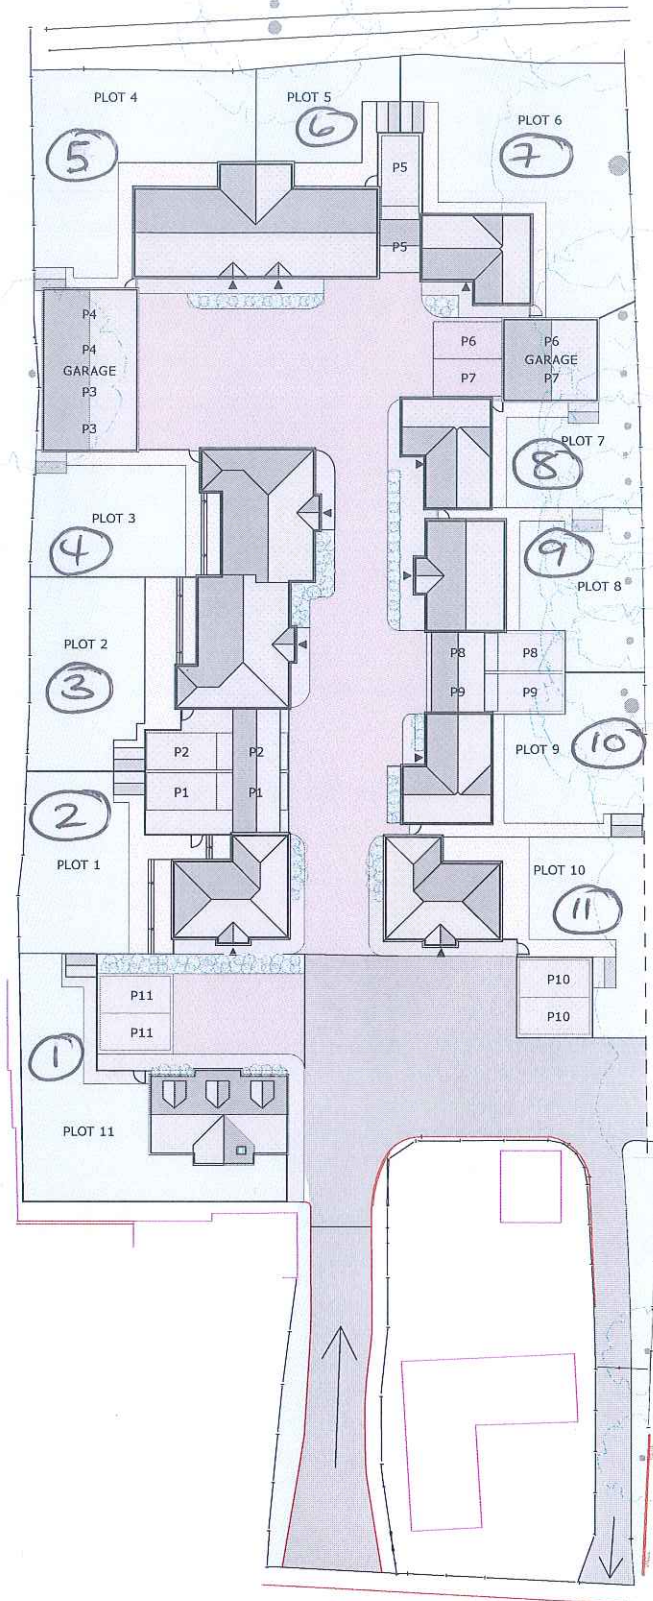 PLOT 4
PLOT 5
PLOT 6
5
6
7
P5
P5
P4
P4
GARAGE
P3
P3
P6
P7
P6
GARAGE
P7
PLOT 7
8
PLOT 3
4
9
PLOT 8
PLOT 2
3
P8
P8
P9
P9
P2
P2
P1
P1
PLOT 9
10
2
PLOT 1
PLOT 10
11
P11
P11
P10
P10
1
PLOT 11